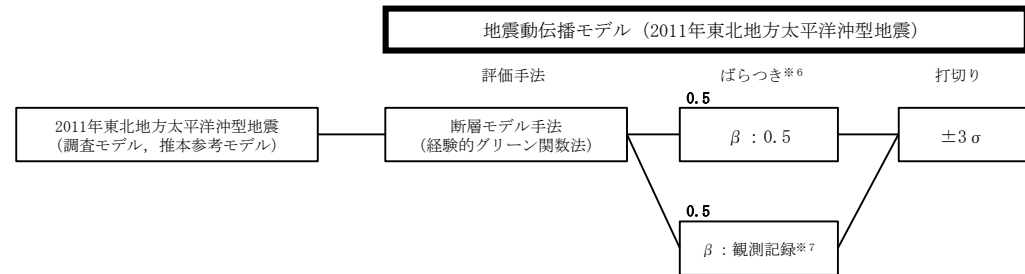 地震動伝播モデル（2011年東北地方太平洋沖型地震）
評価手法
ばらつき※6
打切り
2011年東北地方太平洋沖型地震
（調査モデル，推本参考モデル）
断層モデル手法
（経験的グリーン関数法）
0.5
β：0.5
±3σ
0.5
β：観測記録※7